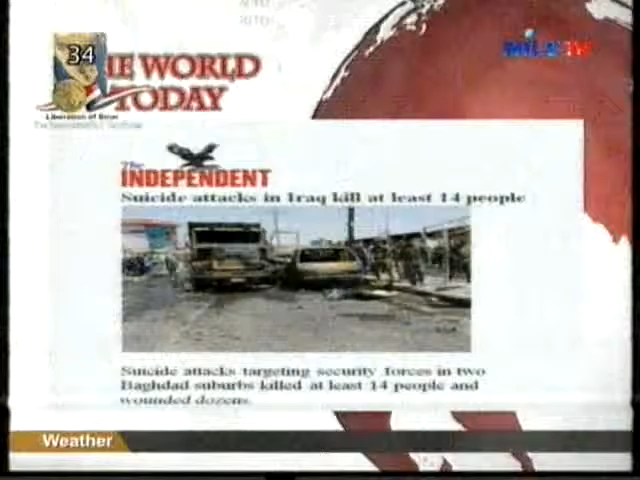 34
HE WORLD
TODAY
Liberation of
The
INDEPENDENT
Suicide attacks in Iraq kill at least 14 people
Suicide attacks targeting security forces in two
Baghdad suburbs killed at least 14 people and
wounded dozens.
Weather